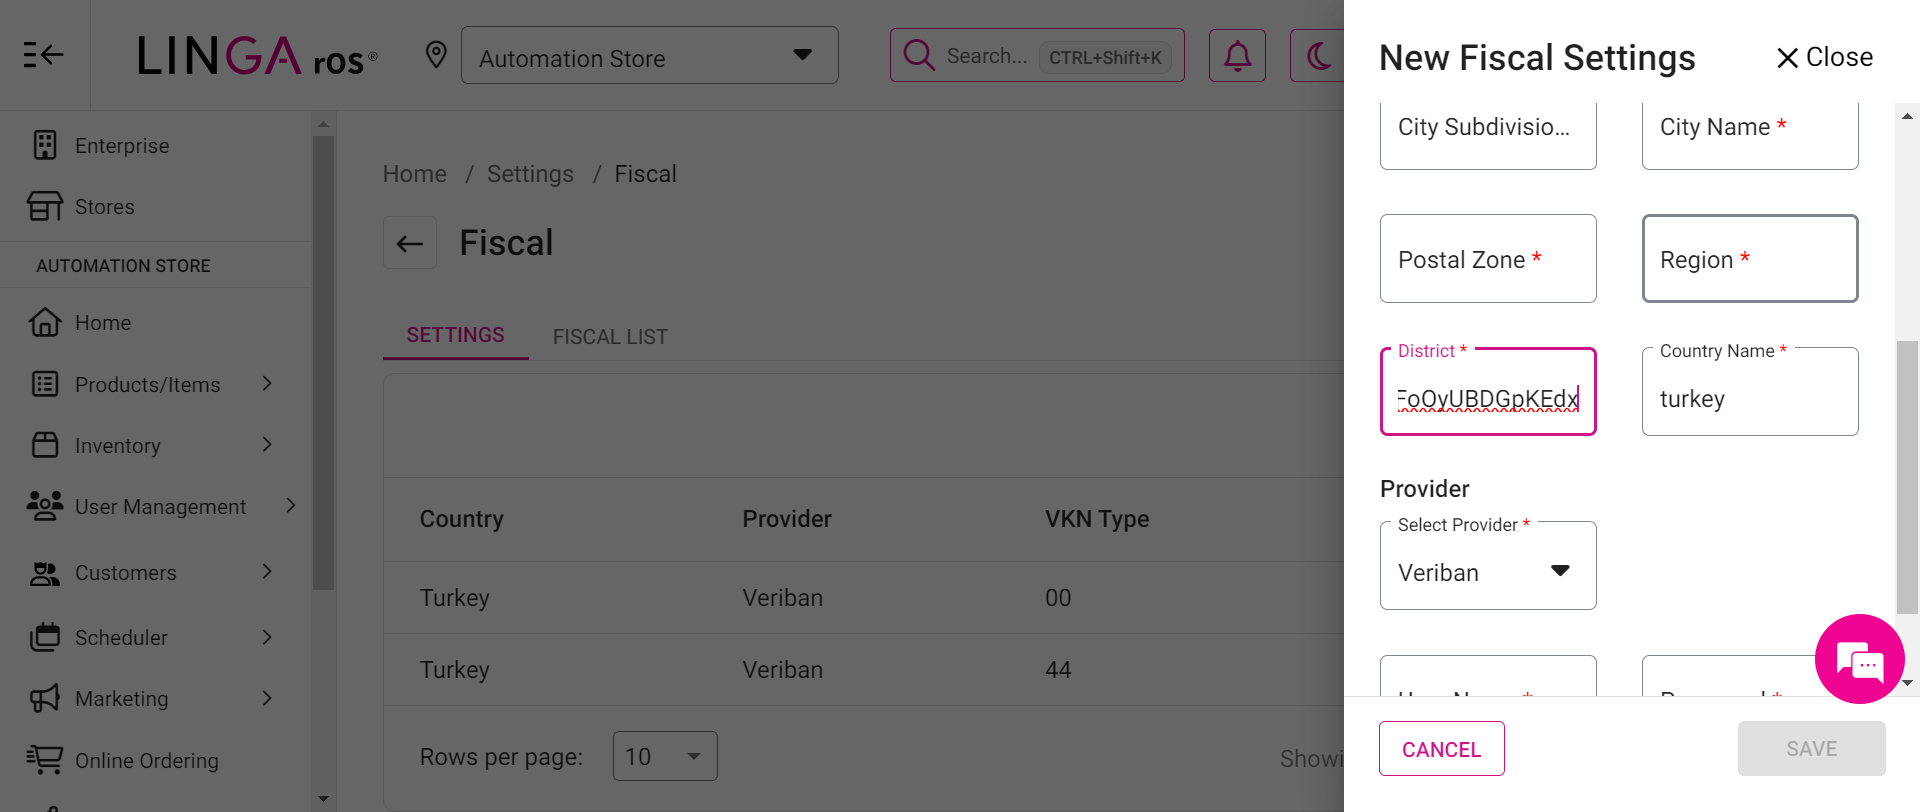 LINGA ros®
Automation Store
Search... CTRL+Shift+K
Enterprise
Stores
AUTOMATION STORE
Home
Products/Items
Inventory
User Management
Customers
Scheduler
Marketing
Online Ordering
Home / Settings / Fiscal
Fiscal
SETTINGS FISCAL LIST
Country Provider VKN Type
Turkey Veriban 00
Turkey Veriban 44
Rows per page: 10
New Fiscal Settings
Close
City Subdivisio... City Name *
Postal Zone * Region *
District * Country Name *
FoOyUBDGpKEdx turkey
Provider
Select Provider *
Veriban
CANCEL SAVE